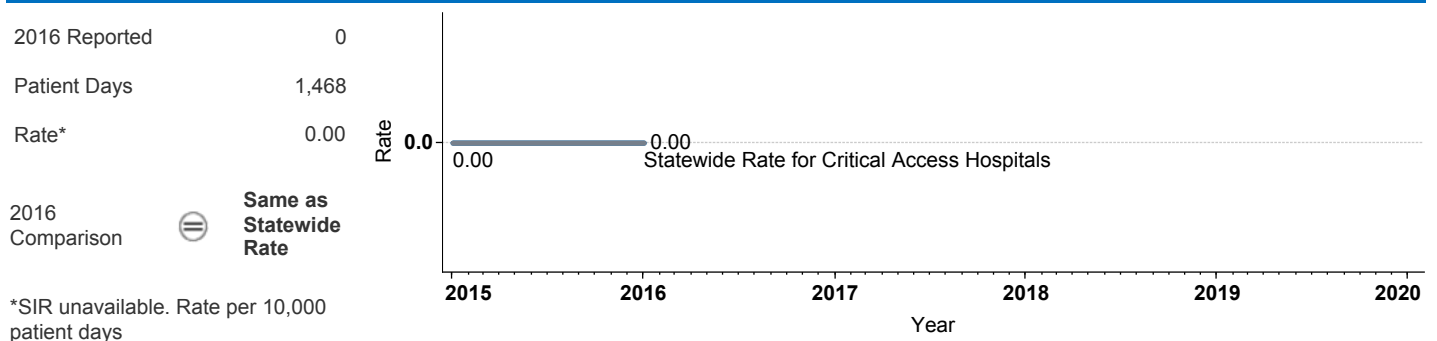 2016 Reported 0
Patient Days 1,468
Rate* 0.00
2016
Comparison
Same as
Statewide
Rate
*SIR unavailable. Rate per 10,000
patient days
Rate
0.0
0.00
0.00
Statewide Rate for Critical Access Hospitals
2015 2016 2017 2018 2019 2020
Year